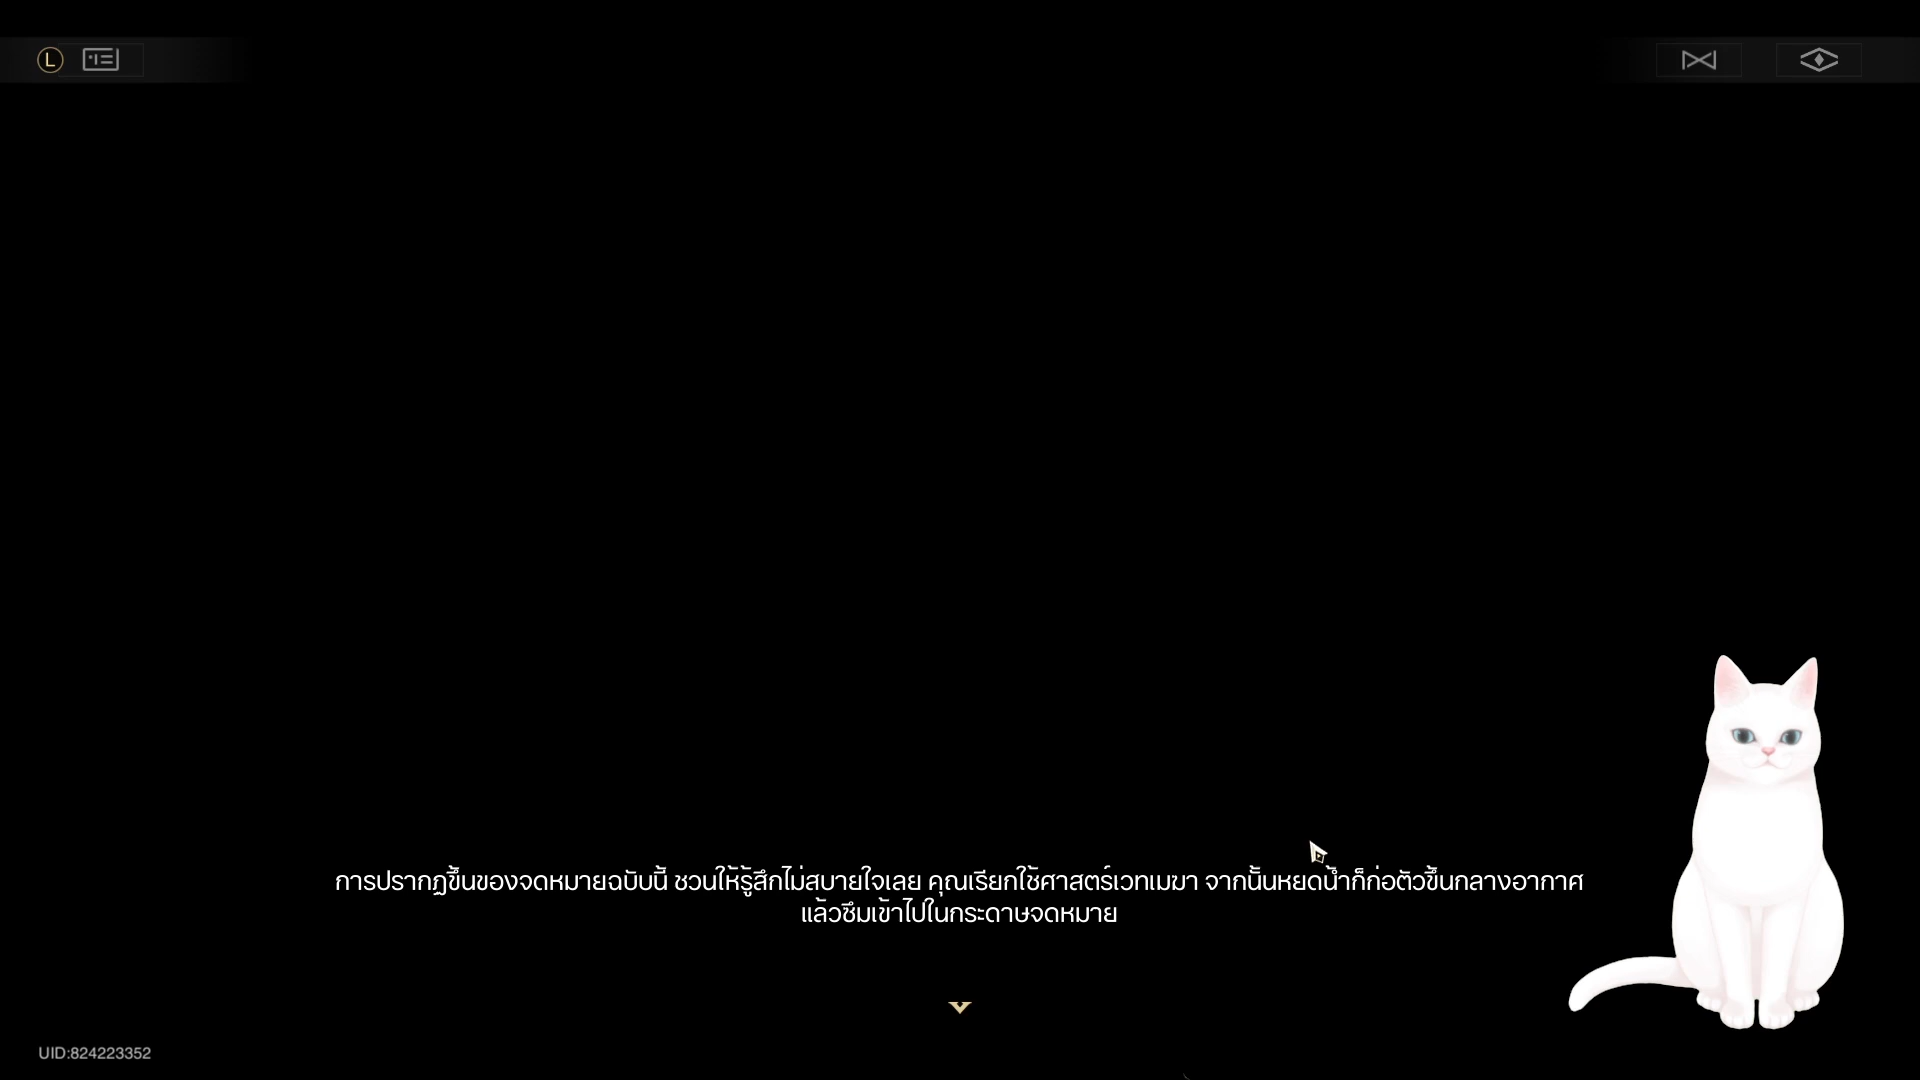 L
การปรากฏขึ้นของจดหมายฉบับนี้ ชวนให้รู้สึกไม่สบายใจเลย คุณเรียกใช้ศาสตร์เวทเมฆา จากนั้นหยดน้ำก็ก่อตัวขึ้นกลางอากาศ
แล้วซึมเข้าไปในกระดาษจดหมาย
UID:824223352